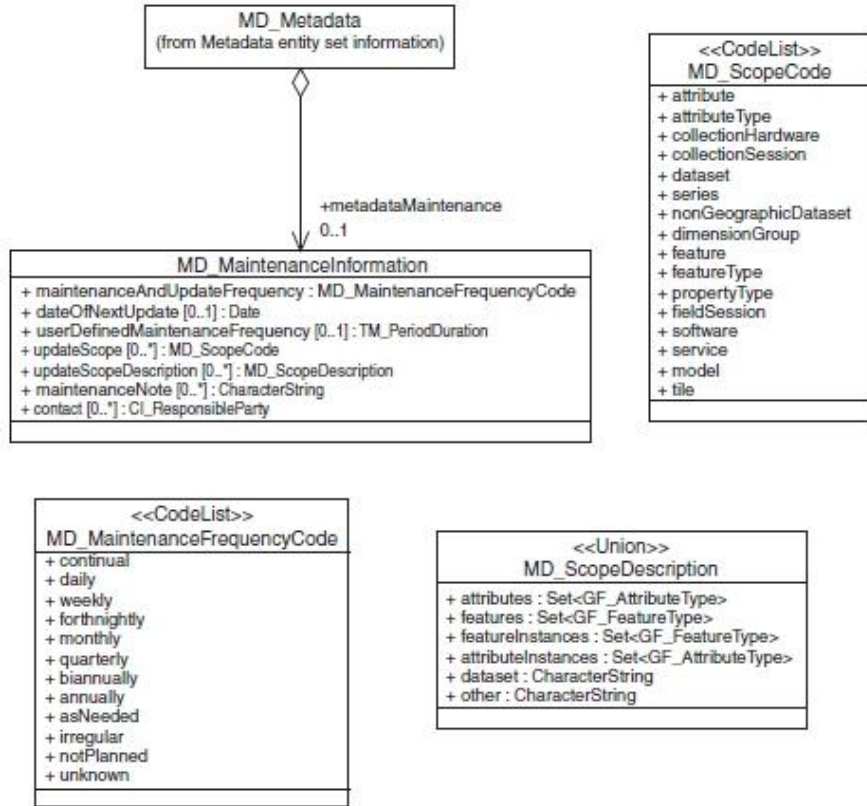 MD_Metadata
(from Metadata entity set information)
+metadataMaintenance
0..1
MD_MaintenanceInformation
+ maintenanceAndUpdateFrequency : MD_MaintenanceFrequencyCode
+ dateOfNextUpdate [0..1] : Date
+ userDefinedMaintenanceFrequency [0..1] : TM_PeriodDuration
+ updateScope [0..*] : MD_ScopeCode
+ updateScopeDescription [0..*] : MD_ScopeDescription
+ maintenanceNote [0..*] : CharacterString
+ contact [0..*] : CI_ResponsibleParty
<<CodeList>>
MD_ScopeCode
+ attribute
+ attributeType
+ collectionHardware
+ collectionSession
+ dataset
+ series
+ nonGeographicDataset
+ dimensionGroup
+ feature
+ featureType
+ propertyType
+ fieldSession
+ software
+ service
+ model
+ tile
<<CodeList>>
MD_MaintenanceFrequencyCode
+ continual
+ daily
+ weekly
+ forthnightly
+ monthly
+ quarterly
+ biannually
+ annually
+ asNeeded
+ irregular
+ notPlanned
+ unknown
<<Union>>
MD_ScopeDescription
+ attributes : Set<GF_AttributeType>
+ features : Set<GF_FeatureType>
+ featureInstances : Set<GF_FeatureType>
+ attributeInstances : Set<GF_AttributeType>
+ dataset : CharacterString
+ other : CharacterString